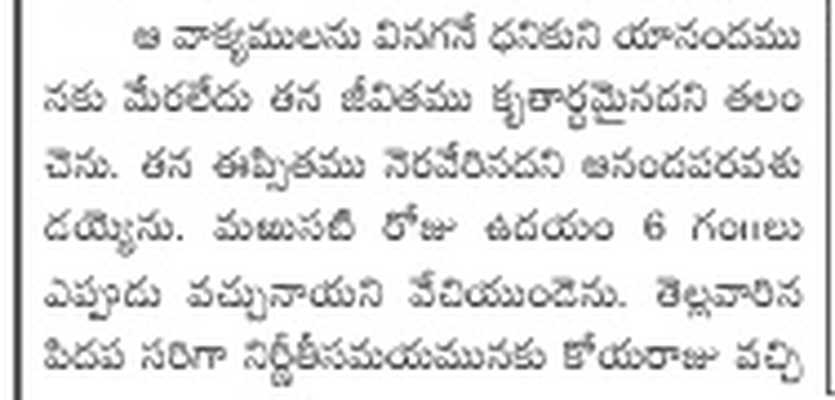 ఆ వాక్యములను వినగనే ధనికుని యానందము
నకు మేరలేదు తన జీవితము కృతార్థమైనదని తలం
చెను. తన ఈప్సితము నెరవేరినదని ఆనందపరవశు
డయ్యెను. మఱుసటి రోజు ఉదయం 6 గం॥లు
ఎప్పుడు వచ్చునాయని వేచియుండెను. తెల్లవారిన
పిదప సరిగా నిర్ణీతసమయమునకు కోయరాజు వచ్చి